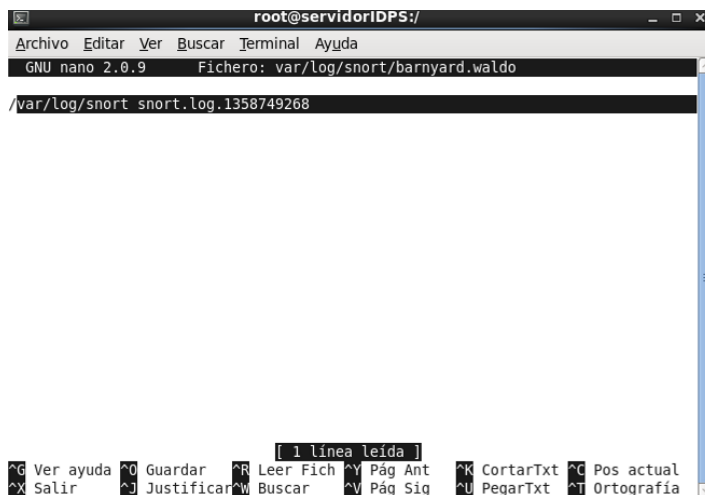 root@servidorIDPS:/
Archivo Editar Ver Buscar Terminal Ayuda
GNU nano 2.0.9 Fichero: var/log/snort/barnyard.waldo
/var/log/snort snort.log.1358749268
[ 1 línea leída ]
^G Ver ayuda ^O Guardar ^R Leer Fich ^Y Pág Ant ^K CortarTxt ^C Pos actual
^X Salir ^J Justificar ^W Buscar ^V Pág Sig ^U PegarTxt ^T Ortografía